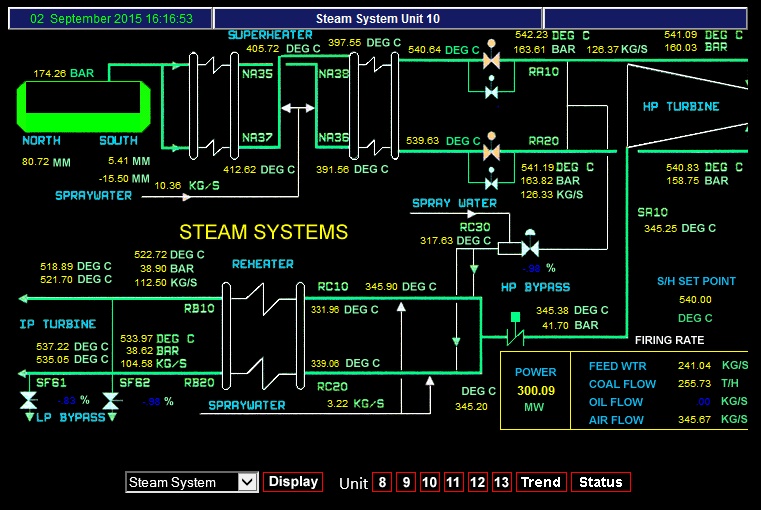 02 September 2015 16:16:53
Steam System Unit 10
SUPERHEATER
405.72 DEG C
397.55 DEG C
540.64 DEG C
542.23 DEG C
163.61 BAR
126.37 KG/S
541.09 DEG C
160.03 BAR
174.26 BAR
NA35
NA38
RA10
HP TURBINE
NORTH
SOUTH
NA37
NA36
539.63 DEG C
RA20
80.72 MM
5.41 MM
-15.50 MM
412.62 DEG C
391.56 DEG C
541.19 DEG C
163.82 BAR
126.33 KG/S
540.83 DEG C
158.75 BAR
SPRAYWATER
10.36 KG/S
SPRAY WATER
SA10
345.25 DEG C
STEAM SYSTEMS
RC30
317.63 DEG C
522.72 DEG C
38.90 BAR
112.50 KG/S
518.89 DEG C
521.70 DEG C
REHEATER
-.98 %
HP BYPASS
S/H SET POINT
540.00
DEG C
RC10
345.90 DEG C
RB10
331.96 DEG C
345.38 DEG C
41.70 BAR
IP TURBINE
537.22 DEG C
535.05 DEG C
533.97 DEG C
38.62 BAR
104.58 KG/S
FIRING RATE
339.06 DEG C
SF61
SF62
RB20
RC20
DEG C
345.20
POWER
300.09
MW
FEED WTR 241.04 KG/S
COAL FLOW 255.73 T/H
OIL FLOW .00 KG/S
AIR FLOW 345.67 KG/S
%
%
LP BYPASS
SPRAYWATER
3.22 KG/S
Steam System
Display
Unit 8 9 10 11 12 13 Trend Status